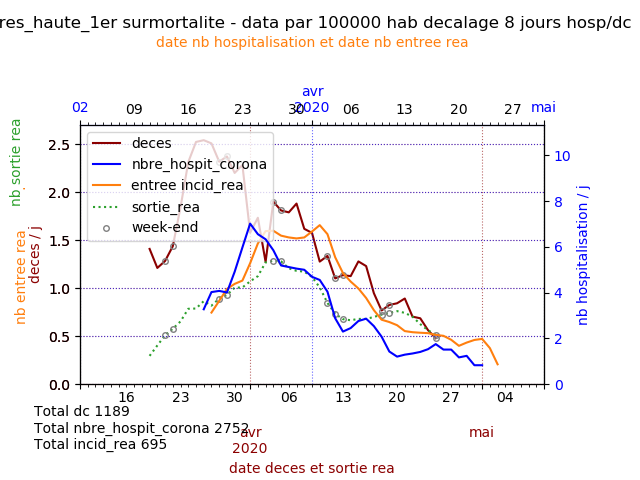 res_haute_1er surmortalite - data par 100000 hab decalage 8 jours hosp/dc
date nb hospitalisation et date nb entree rea
avr
02 09 16 23 30 2020 06 13 20 27 mai
nb sortie rea
nb entree rea
deces / j
2.5
2.0
1.5
1.0
0.5
0.0
deces
nbre_hospit_corona
entree incid_rea
sortie_rea
week-end
10
8
6
4
2
0
nb hospitalisation / j
16 23 30 06 13 20 27 04
Total dc 1189
Total nbre_hospit_corona 2752
Total incid_rea 695
avr
2020
mai
date deces et sortie rea